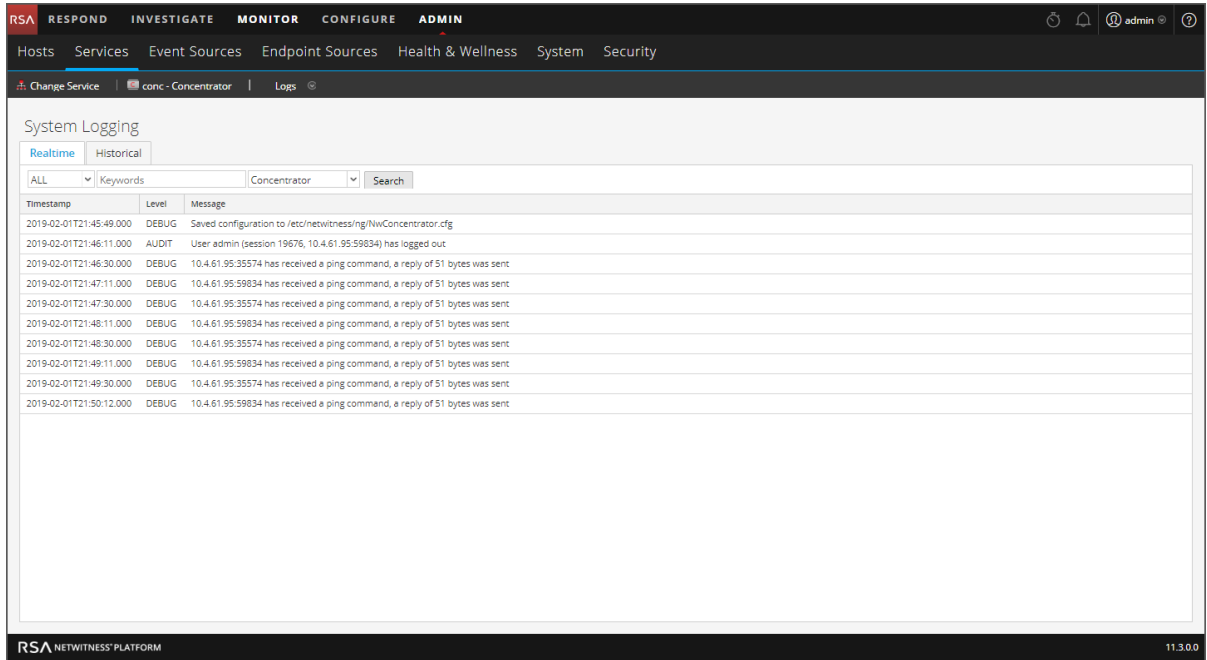 RSA RESPOND INVESTIGATE MONITOR CONFIGURE ADMIN admin ?
Hosts Services Event Sources Endpoint Sources Health & Wellness System Security
Change Service | conc - Concentrator | Logs
System Logging
Realtime Historical
ALL Keywords Concentrator Search
Timestamp Level Message
2019-02-01T21:45:49.000 DEBUG Saved configuration to /etc/netwitness/ng/NwConcentrator.cfg
2019-02-01T21:46:11.000 AUDIT User admin (session 19676, 10.4.61.95:59834) has logged out
2019-02-01T21:46:30.000 DEBUG 10.4.61.95:35574 has received a ping command, a reply of 51 bytes was sent
2019-02-01T21:47:11.000 DEBUG 10.4.61.95:59834 has received a ping command, a reply of 51 bytes was sent
2019-02-01T21:47:30.000 DEBUG 10.4.61.95:35574 has received a ping command, a reply of 51 bytes was sent
2019-02-01T21:48:11.000 DEBUG 10.4.61.95:59834 has received a ping command, a reply of 51 bytes was sent
2019-02-01T21:48:30.000 DEBUG 10.4.61.95:35574 has received a ping command, a reply of 51 bytes was sent
2019-02-01T21:49:11.000 DEBUG 10.4.61.95:59834 has received a ping command, a reply of 51 bytes was sent
2019-02-01T21:49:30.000 DEBUG 10.4.61.95:35574 has received a ping command, a reply of 51 bytes was sent
2019-02-01T21:50:12.000 DEBUG 10.4.61.95:59834 has received a ping command, a reply of 51 bytes was sent
RSA NETWITNESS® PLATFORM 11.3.0.0